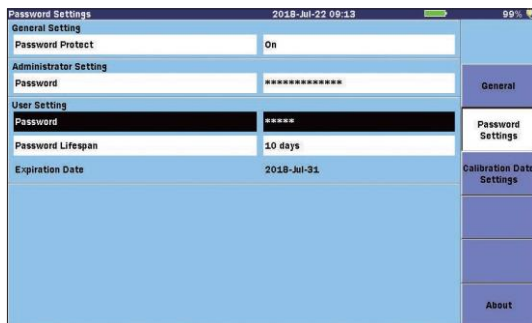 Password Settings 2018-Jul-22 09:13 99%
General Setting
Password Protect On
Administrator Setting
Password *************
General
User Setting
Password *****
Password Settings
Password Lifespan 10 days
Expiration Date 2018-Jul-31
Calibration Date Settings
About